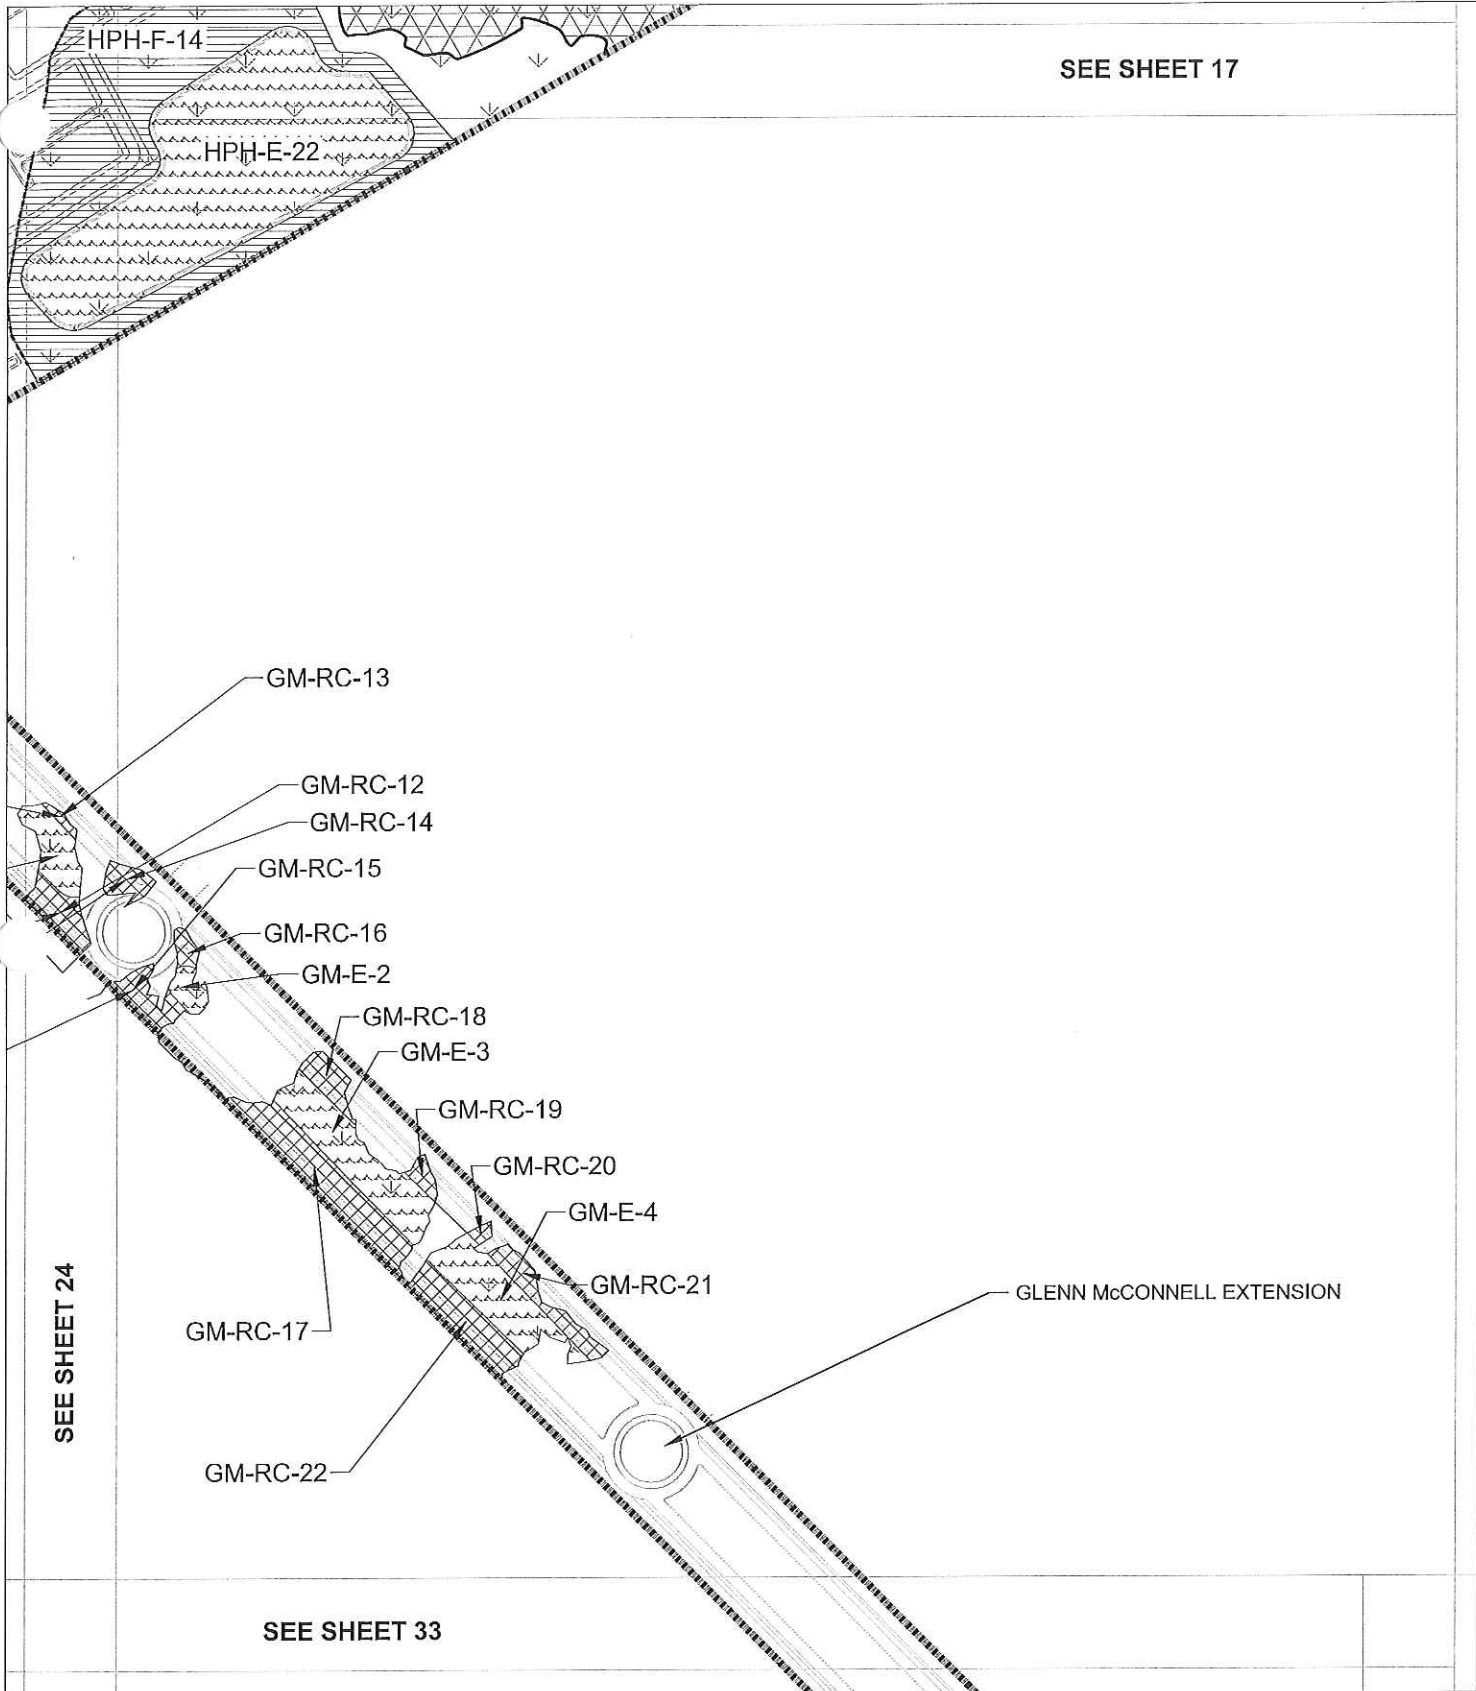 HPH-F-14
SEE SHEET 17
HPH-E-22
GM-RC-13
GM-RC-12
GM-RC-14
GM-RC-15
GM-RC-16
GM-E-2
GM-RC-18
GM-E-3
GM-RC-19
GM-RC-20
GM-E-4
GM-RC-21
GLENN McCONNELL EXTENSION
GM-RC-17
SEE SHEET 24
GM-RC-22
SEE SHEET 33